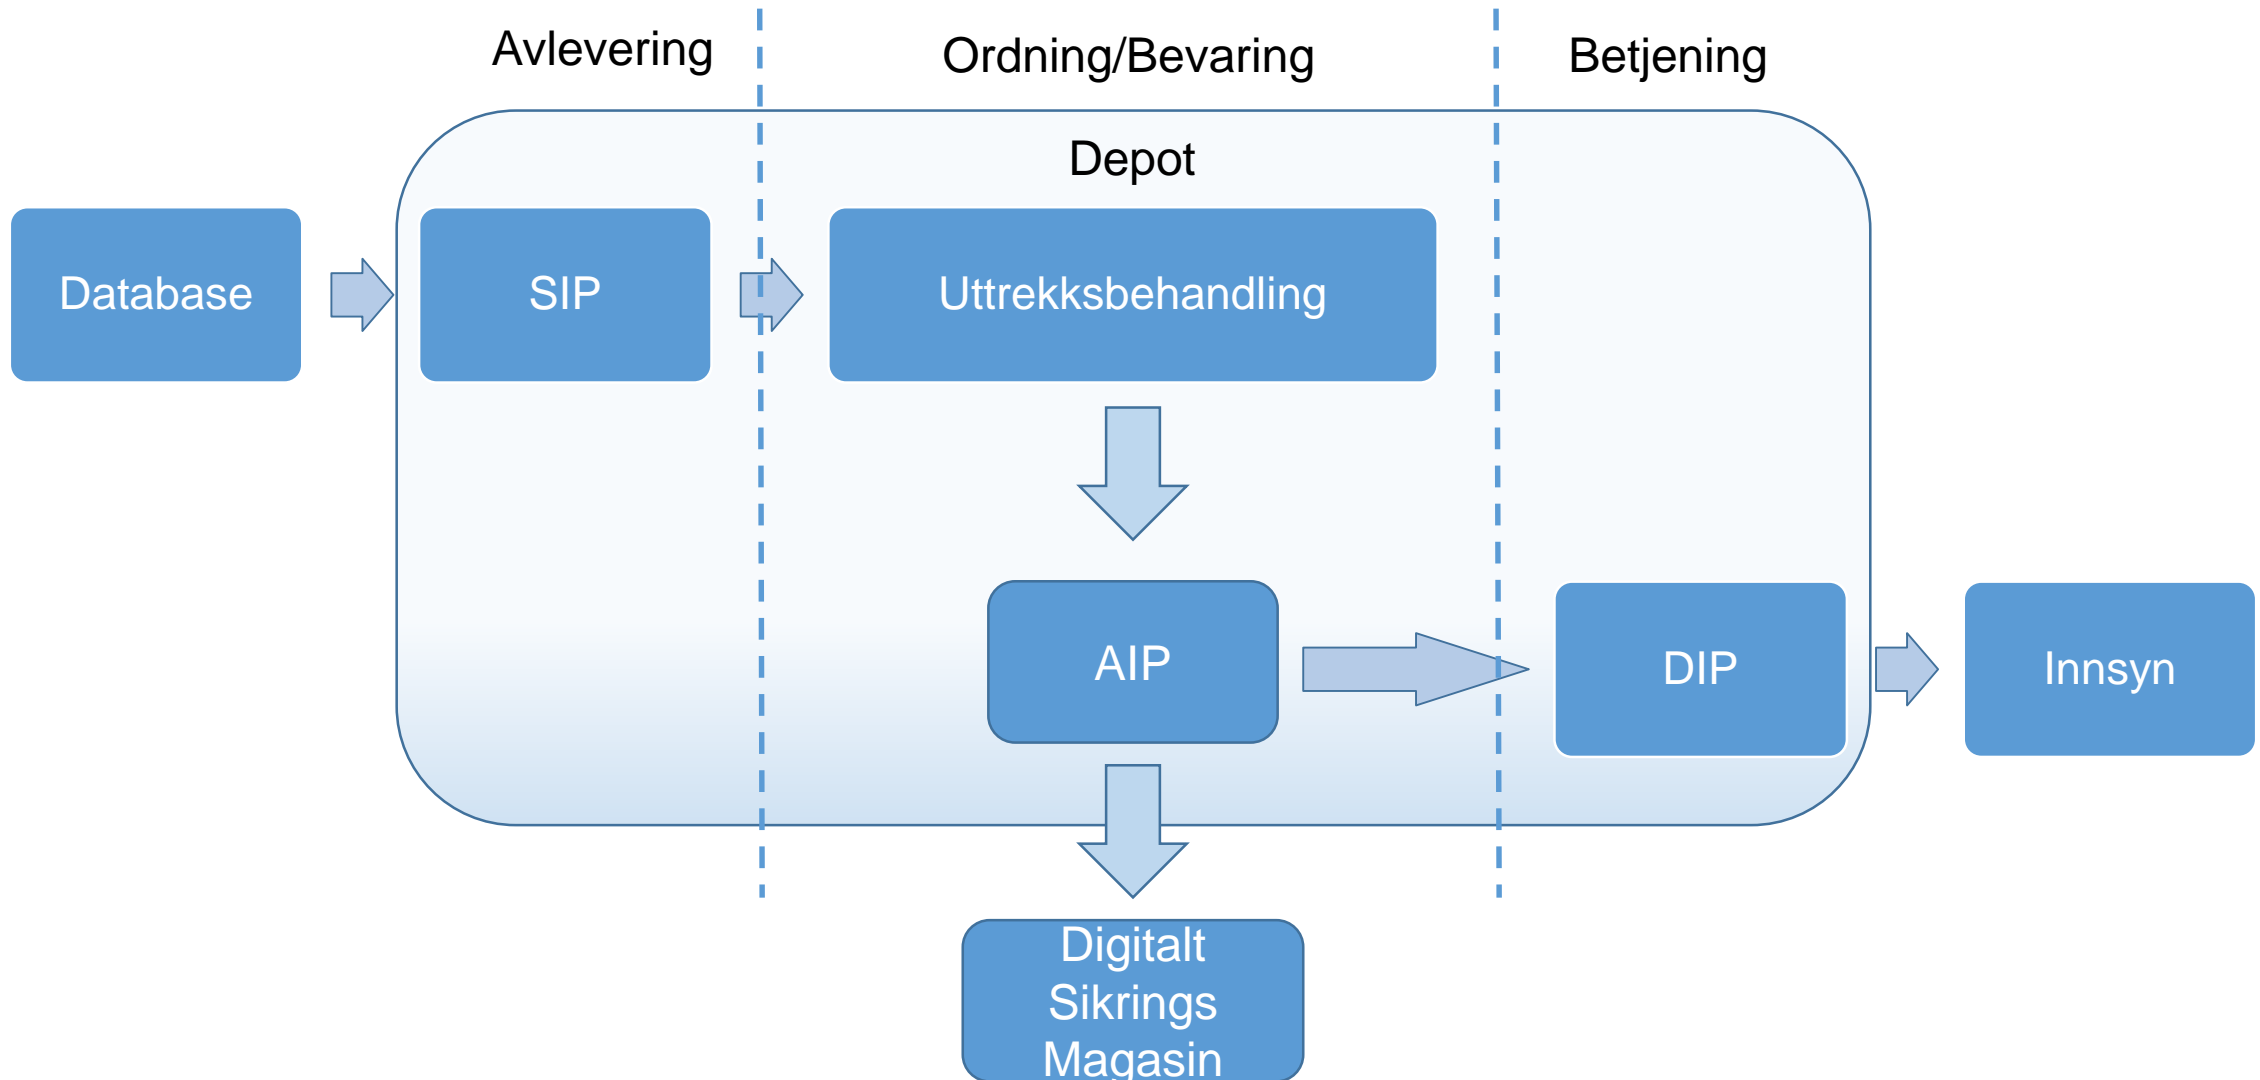 Avlevering
Ordning/Bevaring
Betjening
Depot
Database
SIP
Uttrekksbehandling
AIP
DIP
Innsyn
Digitalt
Sikrings
Magasin